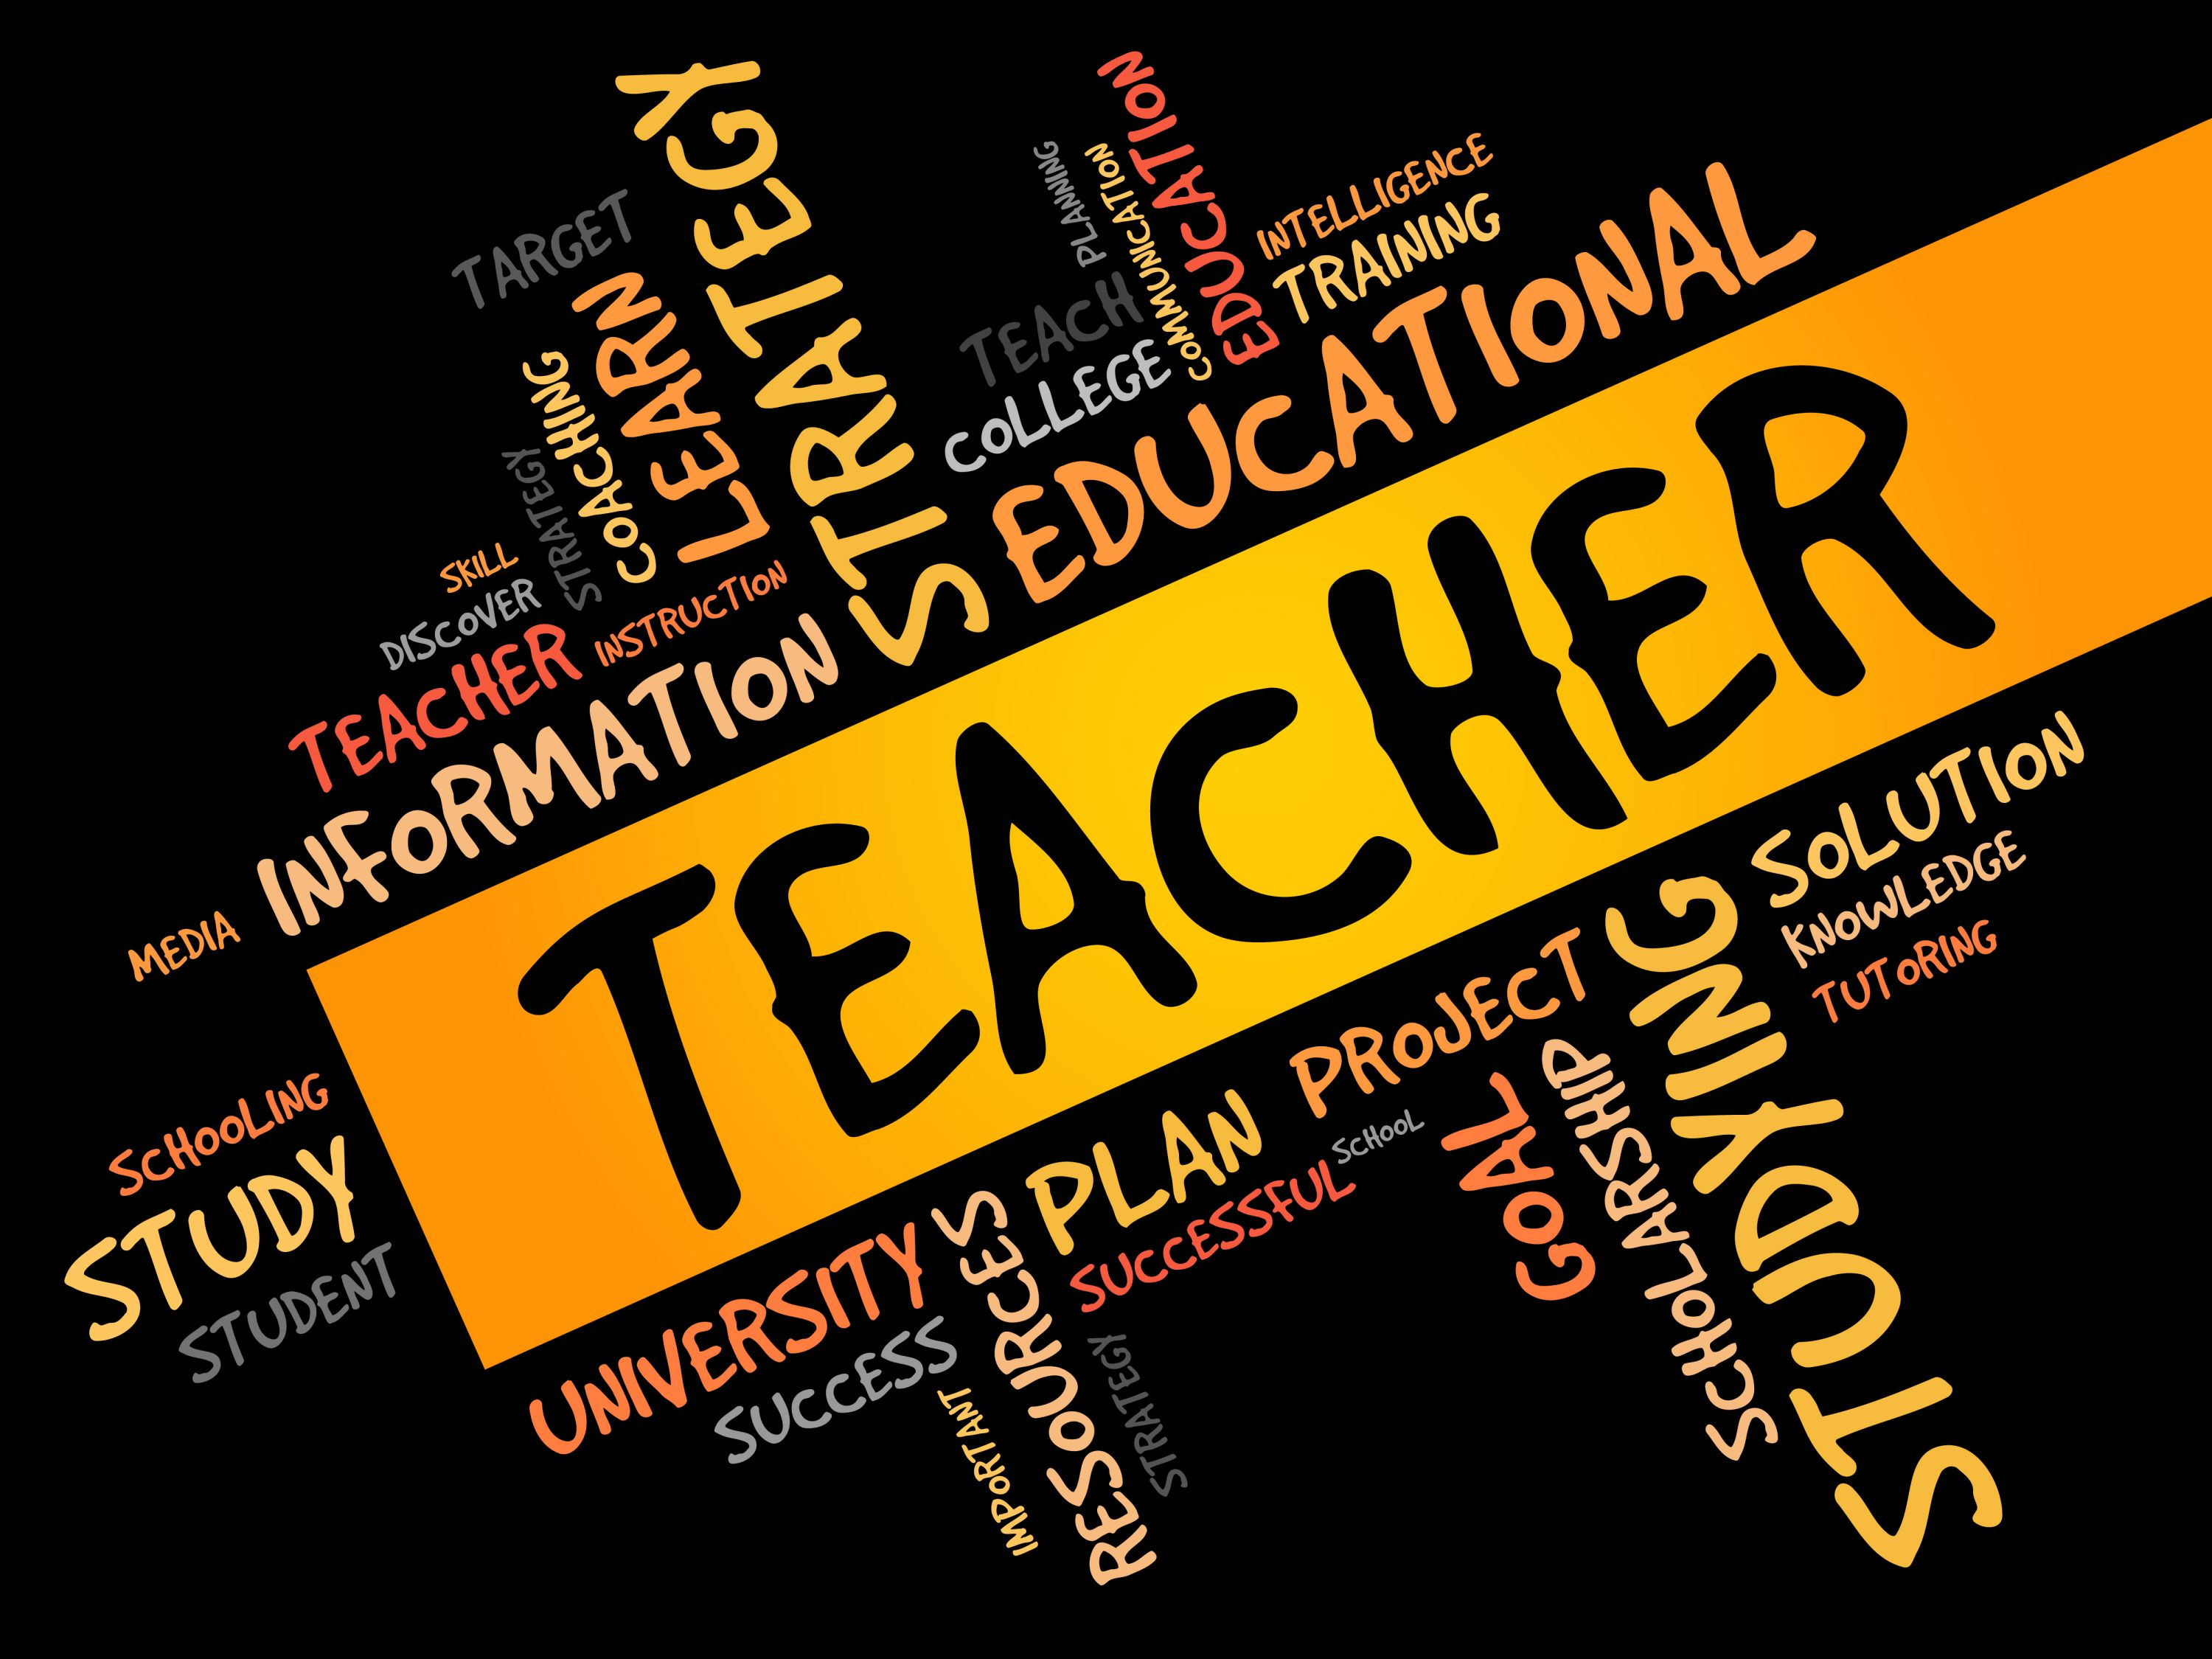 STRATEGY
TARGET
LEARN
COACHING
STRATEGY
SKILL
DISCOVER
TEACHER
INSTRUCTION
INFORMATION
MEDIA
PLANNING
COMMUNICATION
EDUCATION
INTELLIGENCE
TRAINING
TEACH
COLLEGE
EDUCATIONAL
TEACHER
SCHOOLING
STUDY
STUDENT
UNIVERSITY
SUCCESS
IMPORTANT
RESOURCES
STRATEGY
PLAN
SUCCESSFUL
SCHOOL
PROJECT
GOAL
SCHOLARSHIP
STUDYING
SOLUTION
KNOWLEDGE
TUTORING